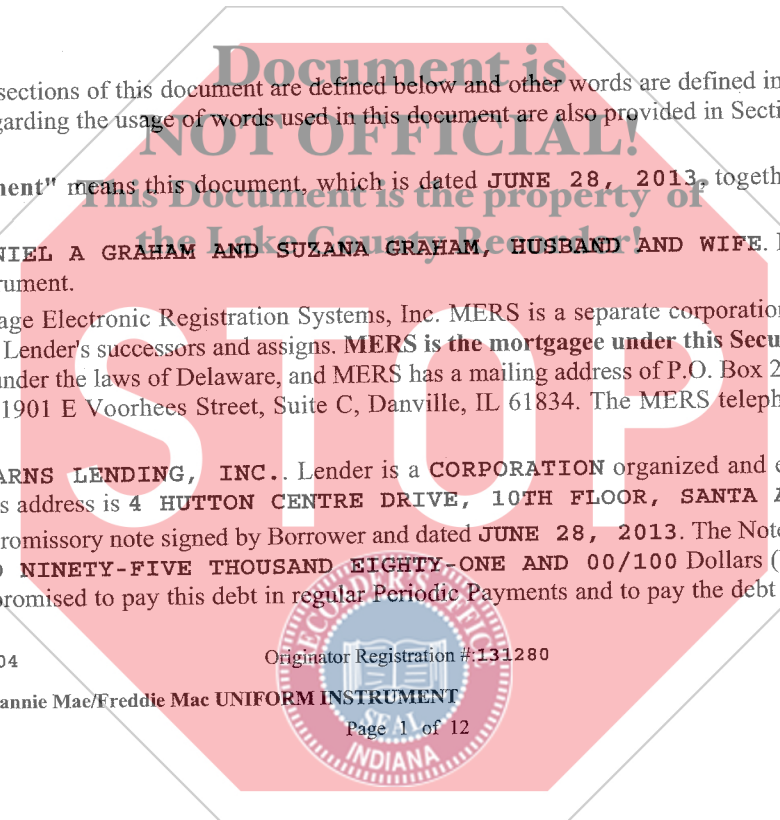 Document is
sections of this document are defined below and other words are defined in
garding the usage of words used in this document are also provided in Secti
NOT OFFICIAL!
ment" means this document, which is dated JUNE 28, 2013, togeth
This Document is the property of
NIEL A GRAHAM AND SUZANA GRAHAM, HUSBAND AND WIFE.
the Lake County Recorder!
rument.
age Electronic Registration Systems, Inc. MERS is a separate corporation
Lender's successors and assigns. MERS is the mortgagee under this Secu
under the laws of Delaware, and MERS has a mailing address of P.O. Box 2
1901 E Voorhees Street, Suite C, Danville, IL 61834. The MERS teleph
STOP
ARNS LENDING, INC.. Lender is a CORPORATION organized and e
s address is 4 HUTTON CENTRE DRIVE, 10TH FLOOR, SANTA A
romissory note signed by Borrower and dated JUNE 28, 2013. The Note
NINETY-FIVE THOUSAND EIGHTY-ONE AND 00/100 Dollars (
promised to pay this debt in regular Periodic Payments and to pay the debt
RECORDER'S OFFICE
04 Originator Registration #:131280
annie Mae/Freddie Mac UNIFORM INSTRUMENT
SEAL
Page 1 of 12
INDIANA